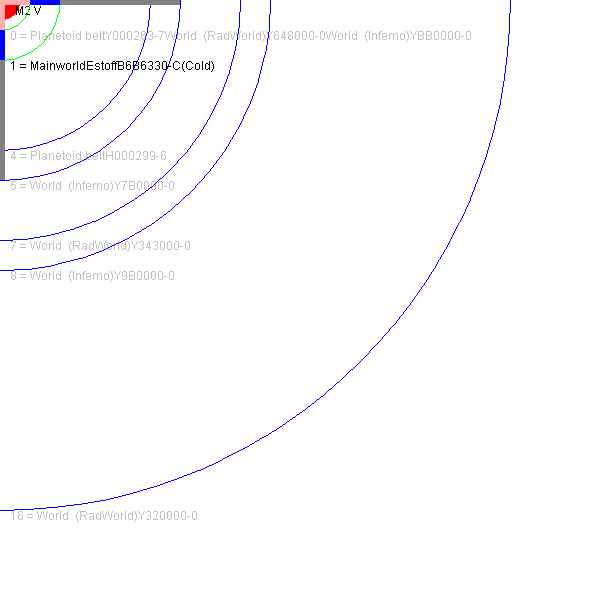 M2 V
0 = Planetoid beltY000263-7World (RadWorld)Y648000-0World (Inferno)YBB0000-0
1 = MainworldEstoffB6B6330-C(Cold)
4 = Planetoid beltH000299-6
5 = World (Inferno)Y7B0000-0
7 = World (RadWorld)Y343000-0
8 = World (Inferno)Y9B0000-0
16 = World (RadWorld)Y320000-0